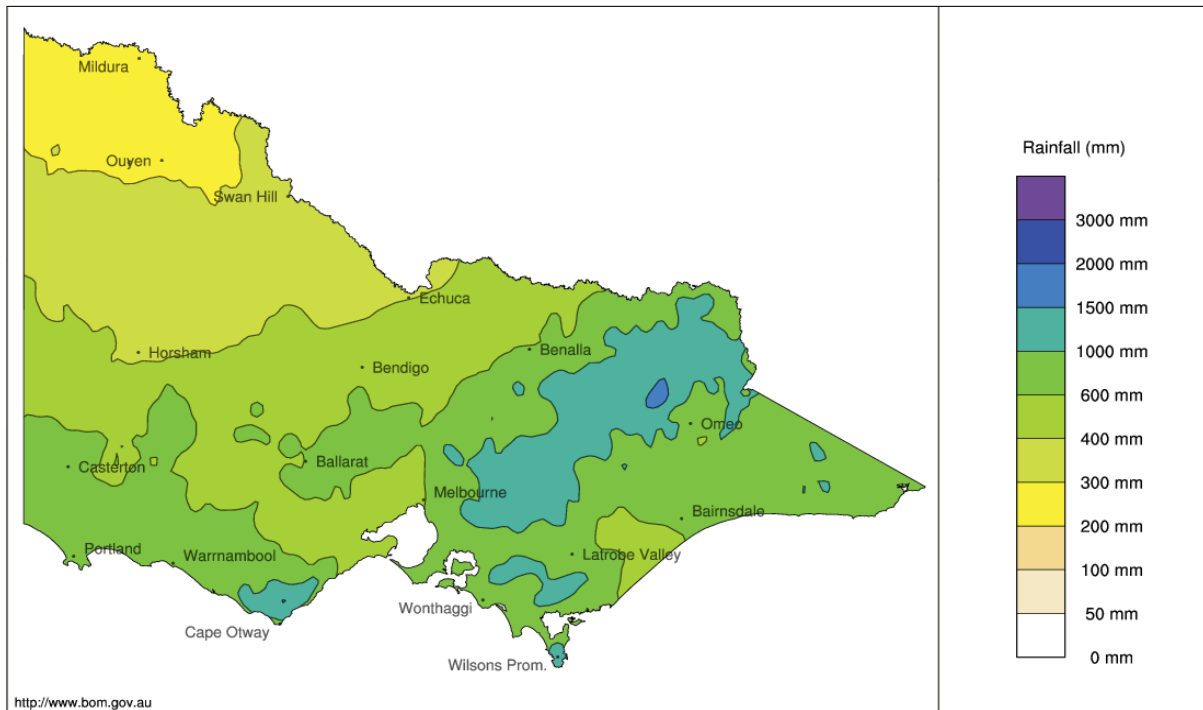 Mildura
Ouyen
Swan Hill
Echuca
Horsham
Benalla
Bendigo
Omeo
Ballarat
Casterton
Melbourne
Bairnsdale
Portland
Warrnambool
Latrobe Valley
Wonthaggi
Cape Otway
Wilsons Prom.
http://www.bom.gov.au
Rainfall (mm)
3000 mm
2000 mm
1500 mm
1000 mm
600 mm
400 mm
300 mm
200 mm
100 mm
50 mm
0 mm